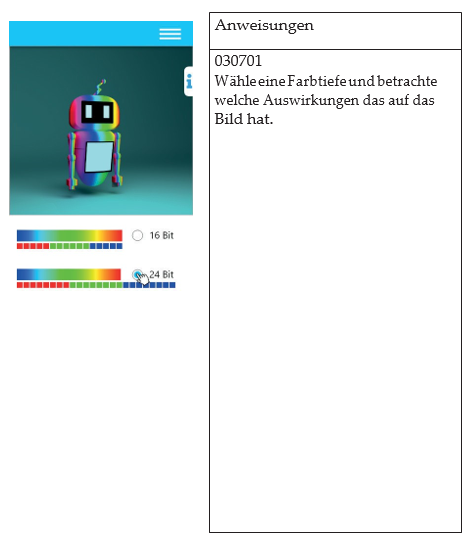 Anweisungen
030701
Wähle eine Farbtiefe und betrachte
welche Auswirkungen das auf das
Bild hat.
i
16 Bit
24 Bit